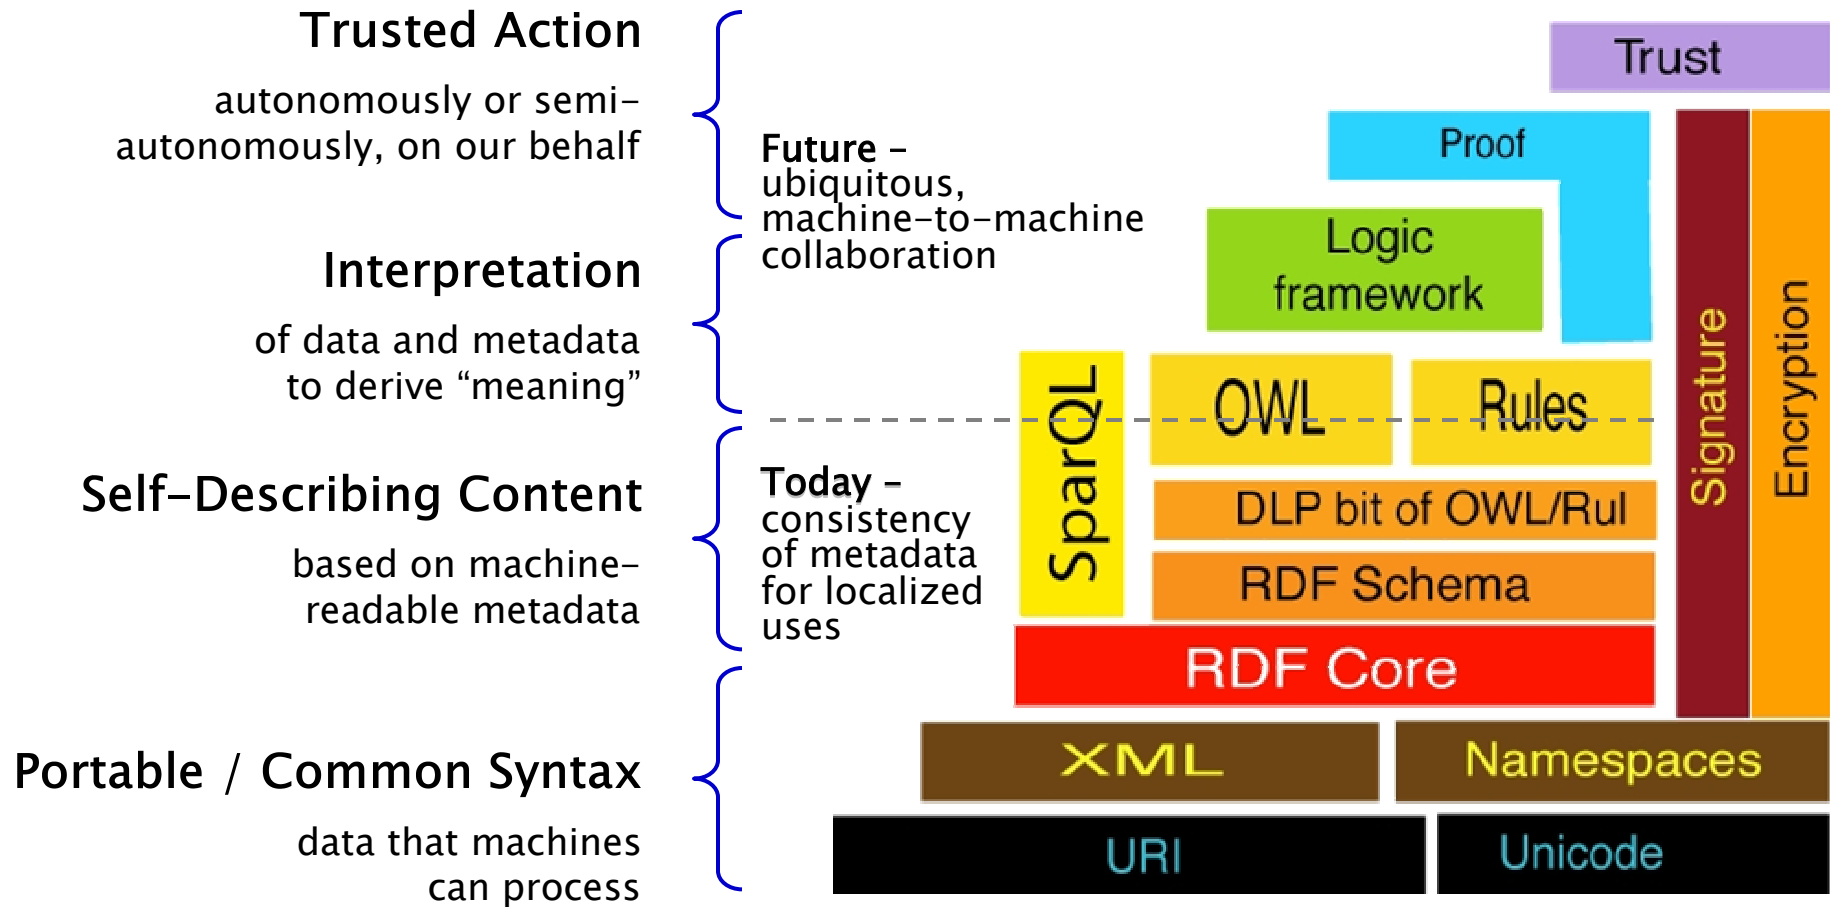 Trusted Action
autonomously or semi-
autonomously, on our behalf
Interpretation
of data and metadata
to derive “meaning”
Self-Describing Content
based on machine-
readable metadata
Portable / Common Syntax
data that machines
can process
Future -
ubiquitous,
machine-to-machine
collaboration
Today -
consistency
of metadata
for localized
uses
Trust
Proof
Logic
framework
SparQL
OWL
Rules
DLP bit of OWL/Rul
RDF Schema
RDF Core
Signature
Encryption
XML
Namespaces
URI
Unicode